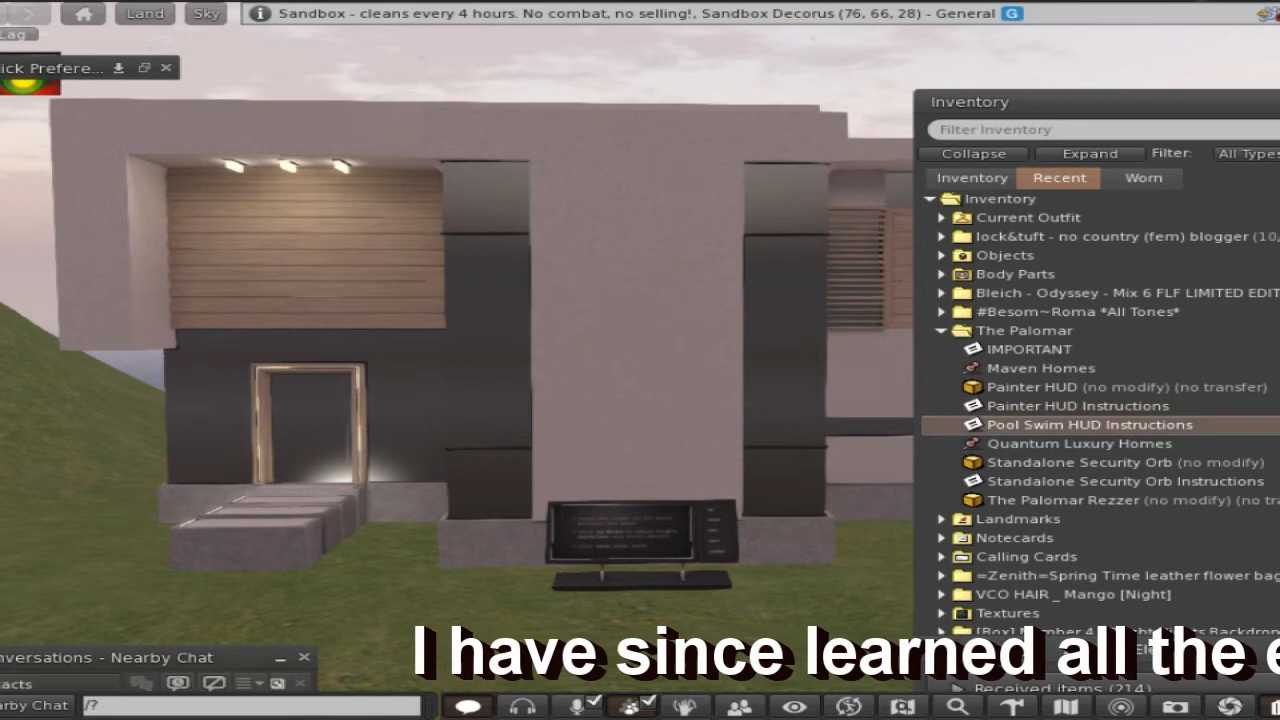 Land
Sky
Sandbox - cleans every 4 hours. No combat, no selling!, Sandbox Decorus (76, 66, 28) - General G
Lag
ick Prefere...
Inventory
Filter Inventory
Collapse
Expand
Filter:
All Types
Inventory
Recent
Worn
Inventory
Current Outfit
lock&tuft - no country (fem) blogger (10,
Objects
Body Parts
Bleich - Odyssey - Mix 6 FLF LIMITED EDIT
#Besom~Roma *All Tones*
The Palomar
IMPORTANT
Maven Homes
Painter HUD (no modify) (no transfer)
Painter HUD Instructions
Pool Swim HUD Instructions
Quantum Luxury Homes
Standalone Security Orb (no modify)
Standalone Security Orb Instructions
The Palomar Rezzer (no modify) (no tra
Landmarks
Notecards
Calling Cards
=Zenith=Spring Time leather flower bag
VCO HAIR _ Mango [Night]
Textures
Received items (214)
I have since learned all the e
nversations - Nearby Chat
acts
arby Chat
/?